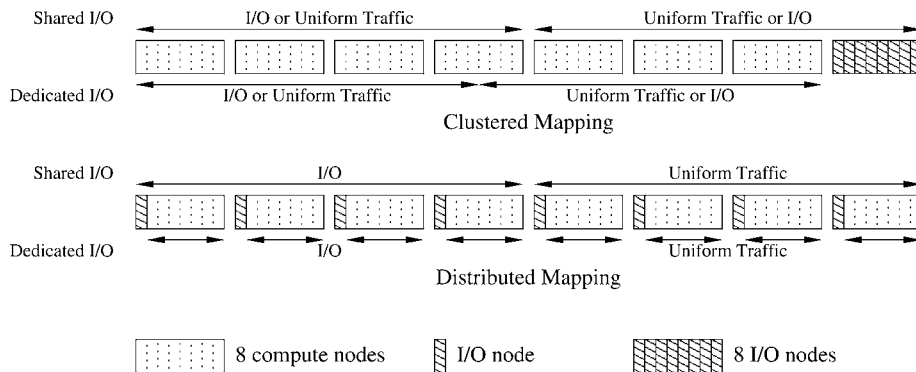 Shared I/O
I/O or Uniform Traffic
Uniform Traffic or I/O
Dedicated I/O
I/O or Uniform Traffic
Uniform Traffic or I/O
Clustered Mapping
Shared I/O
I/O
Uniform Traffic
Dedicated I/O
I/O
Uniform Traffic
Distributed Mapping
8 compute nodes
I/O node
8 I/O nodes